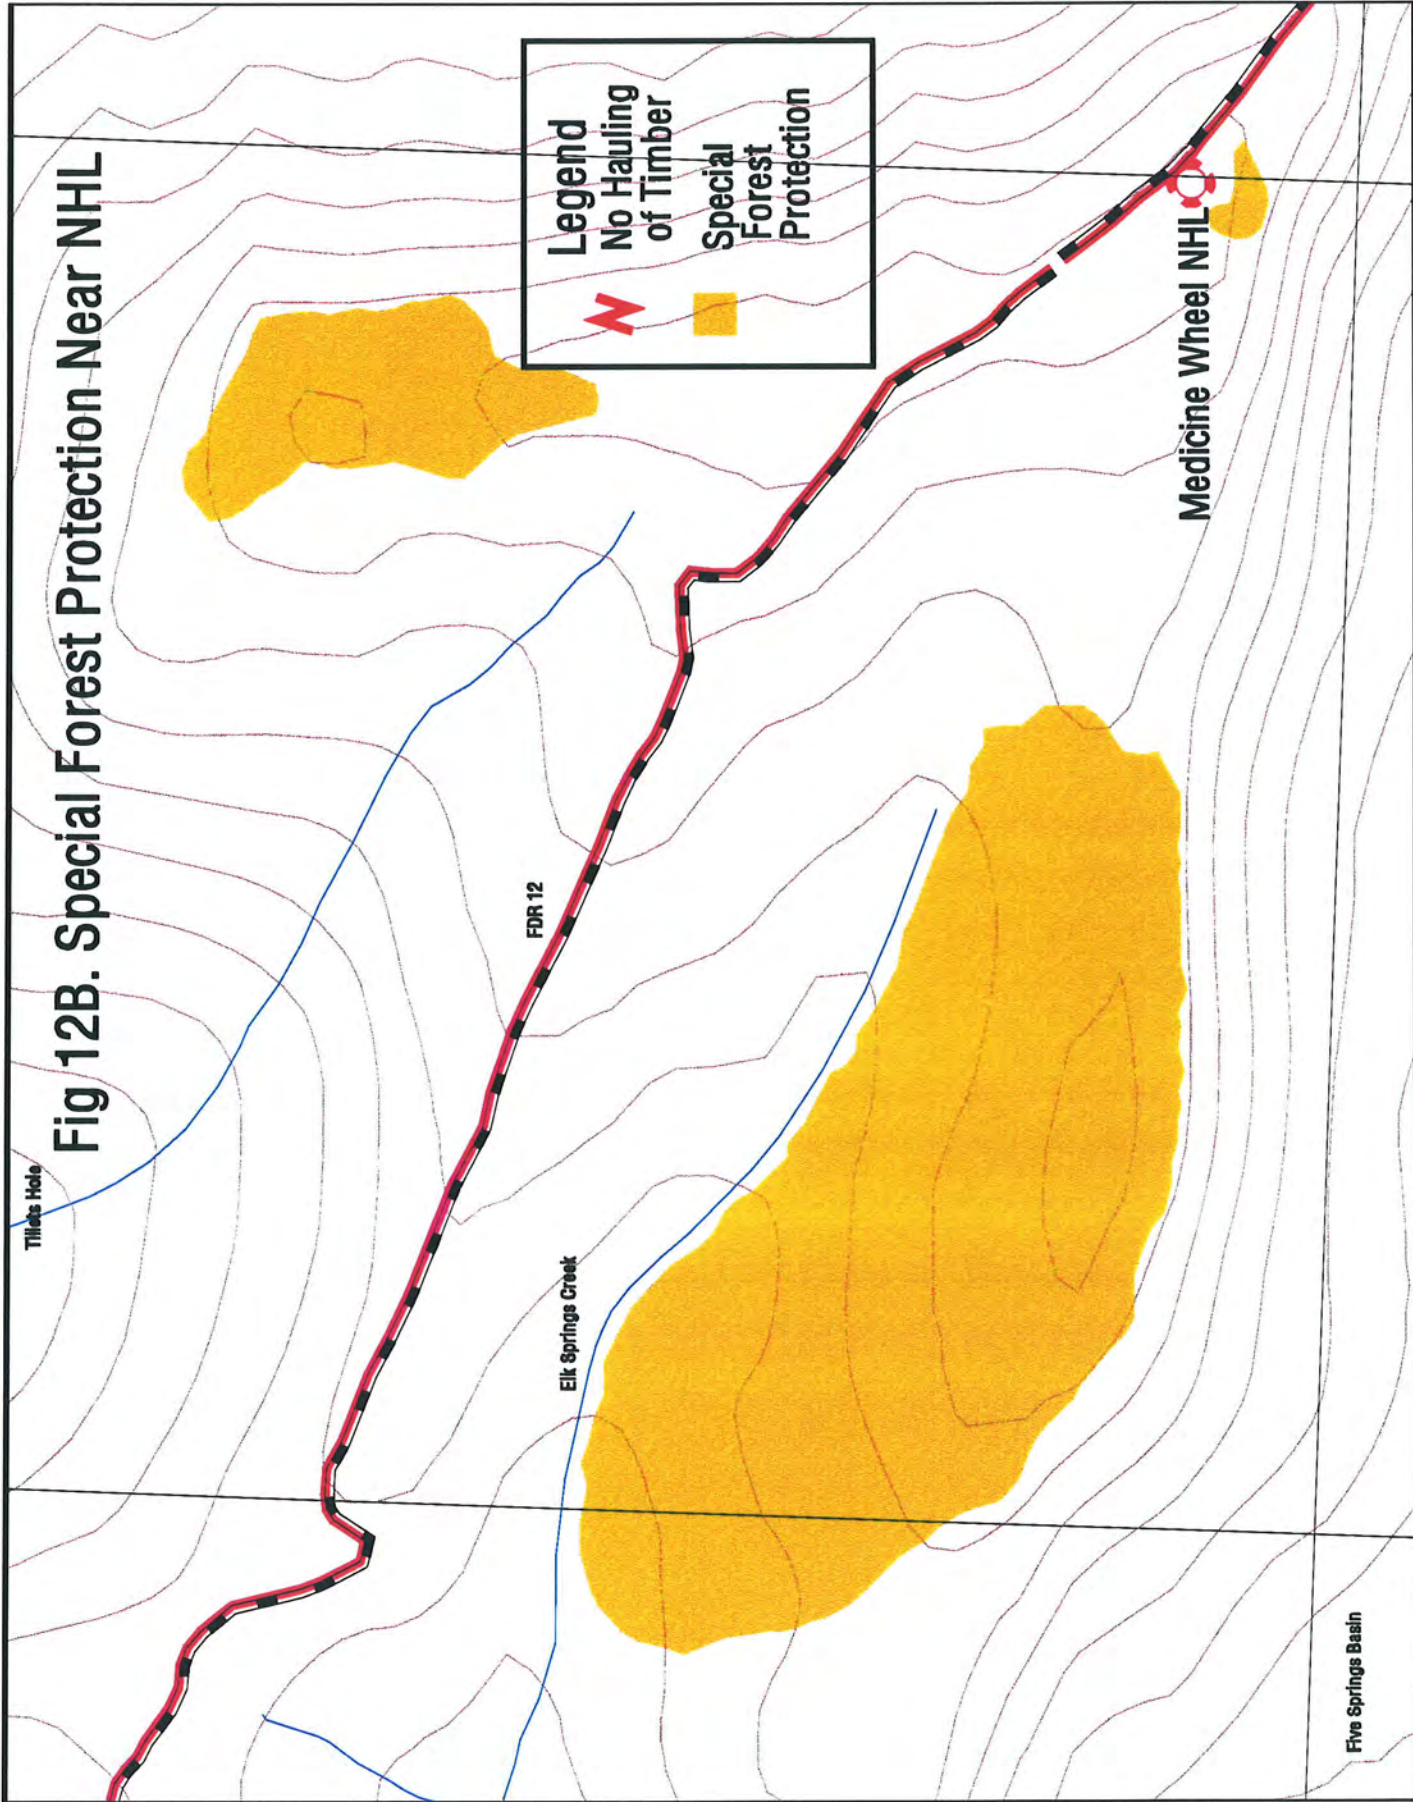 Fig 12B. Special Forest Protection Near NHL
Legend
No Hauling
of Timber
Special
Forest
Protection
Tillets Hole
FDR 12
Elk Springs Creek
Medicine Wheel NHL
Five Springs Basin